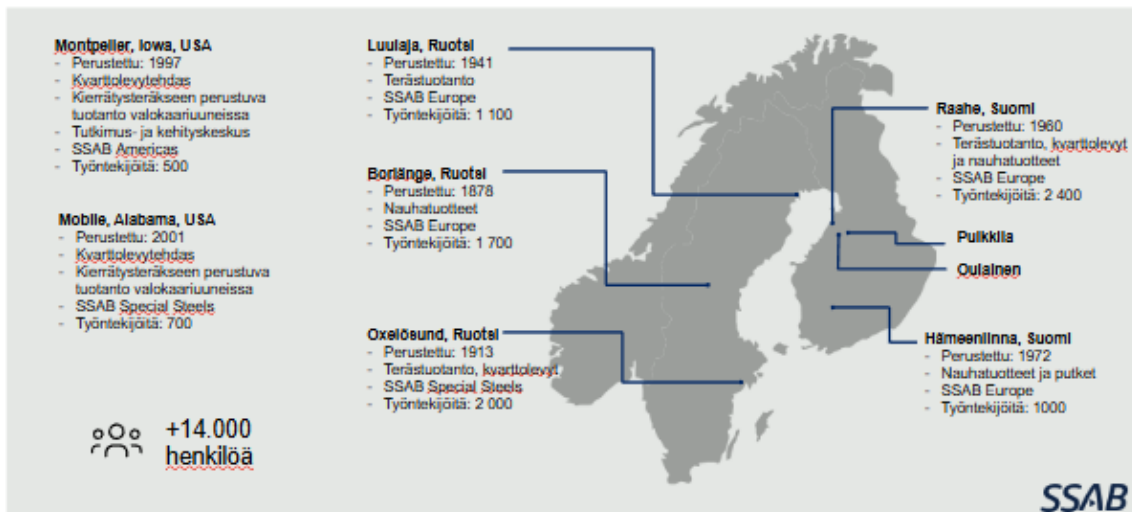 Montpelier, Iowa, USA
- Perustettu: 1997
- Kvarttolevytehdas
- Kierrätysteräkseen perustuva
tuotanto valokaariuuneissa
- Tutkimus- ja kehityskeskus
- SSAB Americas
- Työntekijöitä: 500
Mobile, Alabama, USA
- Perustettu: 2001
- Kvarttolevytehdas
- Kierrätysteräkseen perustuva
tuotanto valokaariuuneissa
- SSAB Special Steels
- Työntekijöitä: 700
+14.000
henkilöä
Luulaja, Ruotsi
- Perustettu: 1941
- Terästuotanto
- SSAB Europe
- Työntekijöitä: 1 100
Borlänge, Ruotsi
- Perustettu: 1878
- Nauhatuotteet
- SSAB Europe
- Työntekijöitä: 1 700
Oxelösund, Ruotsi
- Perustettu: 1913
- Terästuotanto, kvarttolevyt
- SSAB Special Steels
- Työntekijöitä: 2 000
Raahe, Suomi
- Perustettu: 1960
- Terästuotanto, kvarttolevyt
ja nauhatuotteet
- SSAB Europe
- Työntekijöitä: 2 400
Pulkkila
Oulainen
Hämeenlinna, Suomi
- Perustettu: 1972
- Nauhatuotteet ja putket
- SSAB Europe
- Työntekijöitä: 1000
SSAB